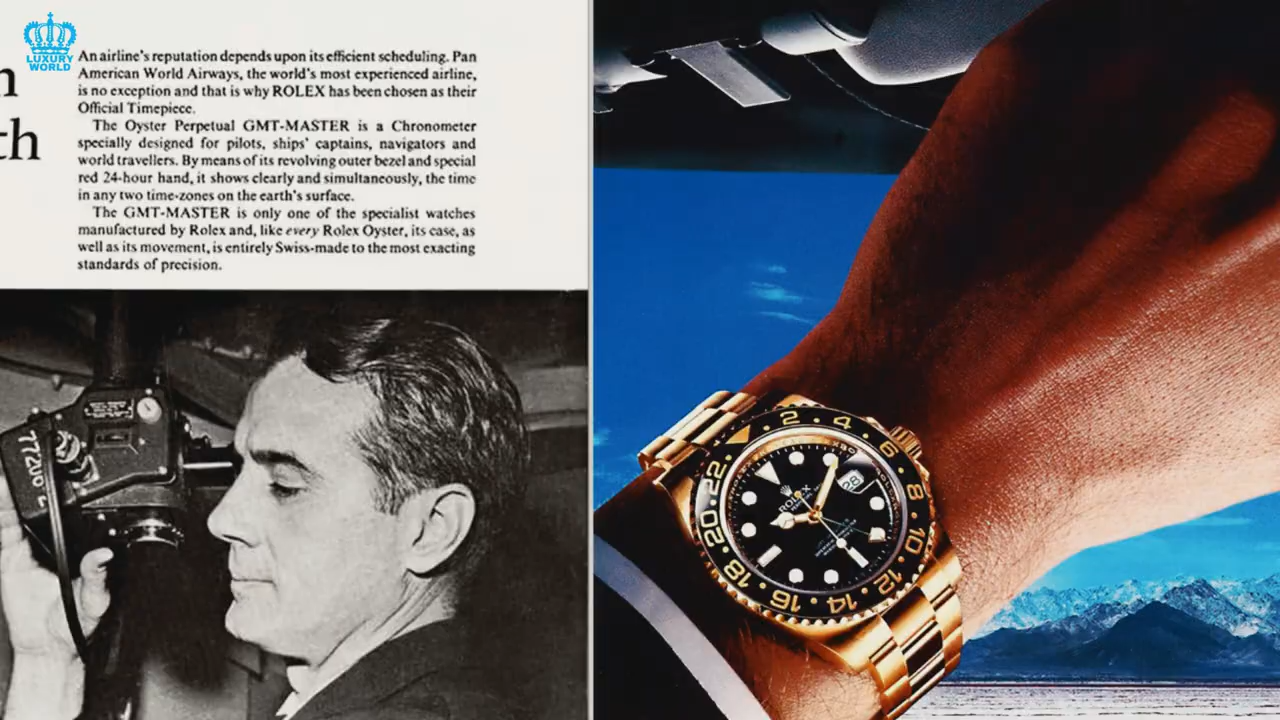 LUXURY
WORLD
n
th
An airline's reputation depends upon its efficient scheduling. Pan
American World Airways, the world's most experienced airline,
is no exception and that is why ROLEX has been chosen as their
Official Timepiece.
The Oyster Perpetual GMT-MASTER is a Chronometer
specially designed for pilots, ships' captains, navigators and
world travellers. By means of its revolving outer bezel and special
red 24-hour hand, it shows clearly and simultaneously, the time
in any two time-zones on the earth's surface.
The GMT-MASTER is only one of the specialist watches
manufactured by Rolex and, like every Rolex Oyster, its case, as
well as its movement, is entirely Swiss-made to the most exacting
standards of precision.
2 4 6 8 10 12 14 16 18 20 22
ROLEX
28